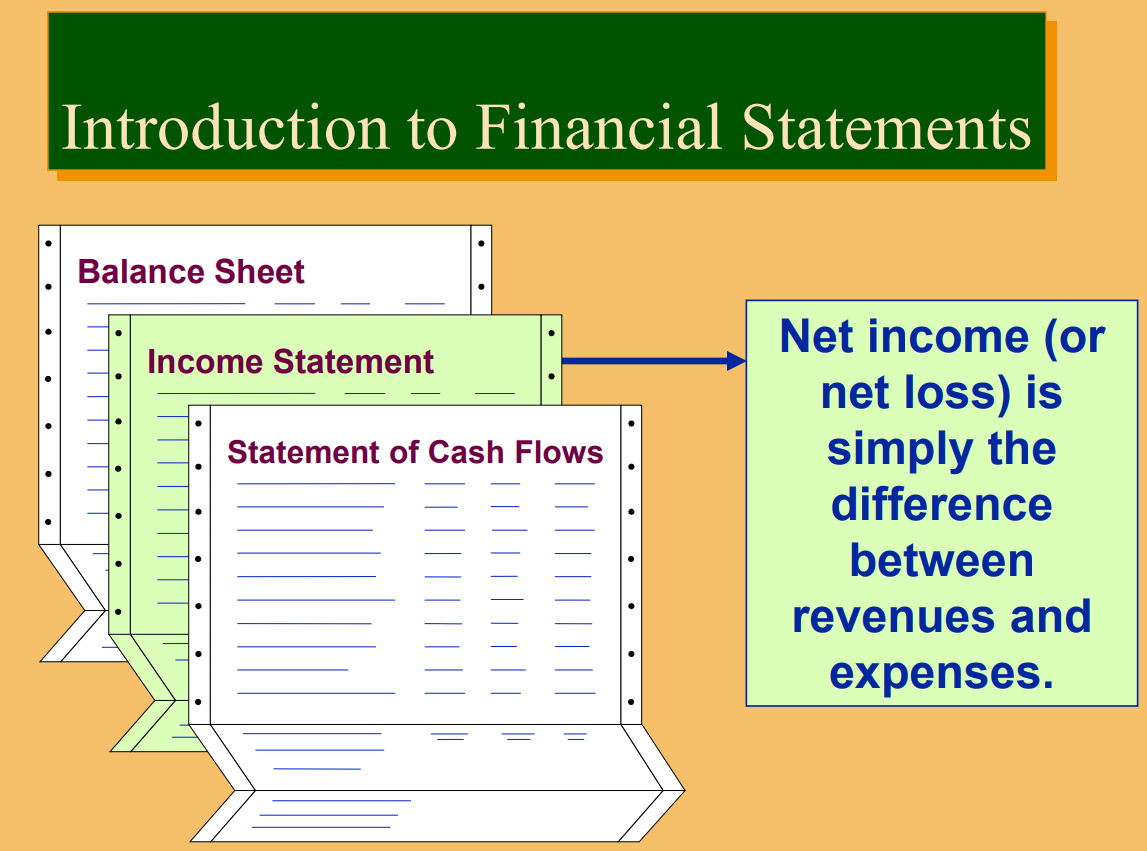 Introduction to Financial Statements
Balance Sheet
Income Statement
Statement of Cash Flows
Net income (or
net loss) is
simply the
difference
between
revenues and
expenses.